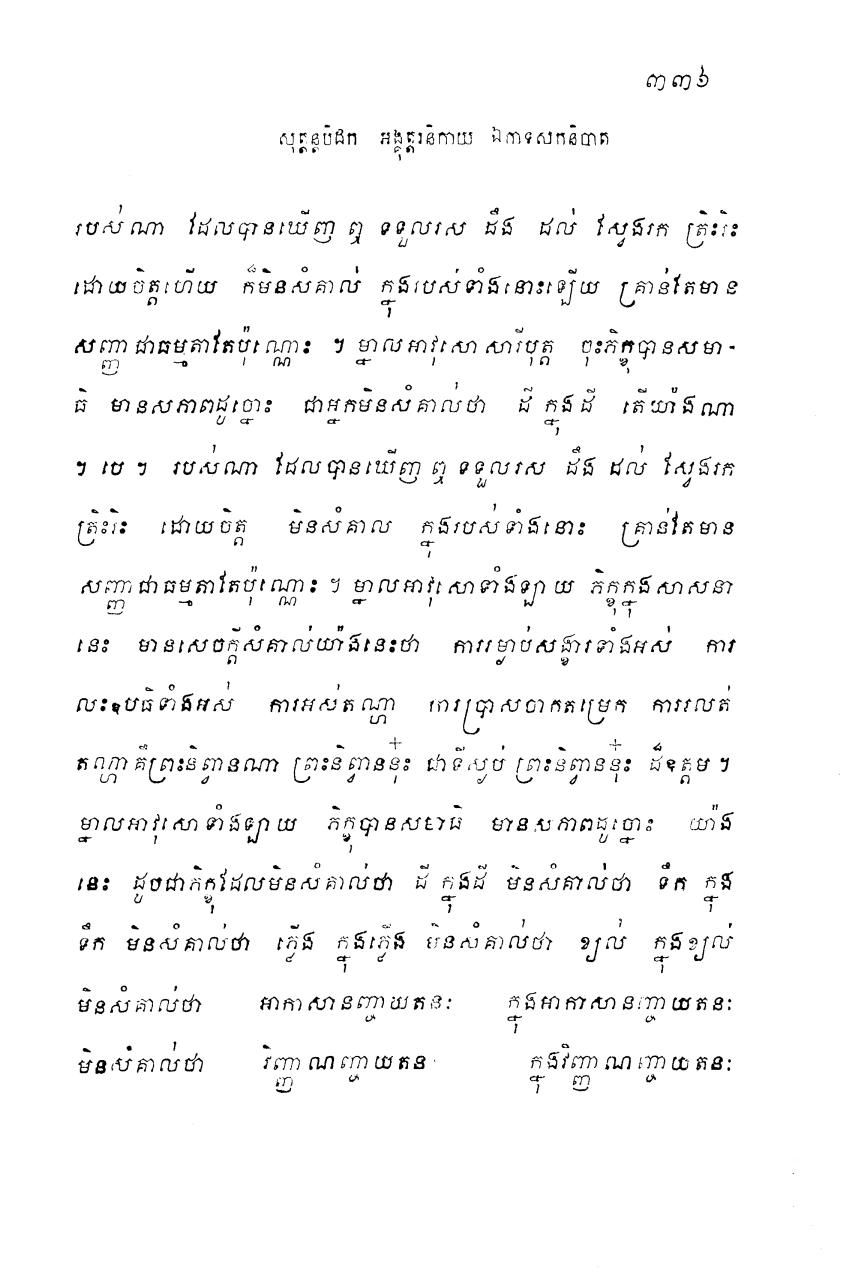 ៣៣៦
សុត្តន្តបិដក អង្គុត្តរនិកាយ ឯកាទសកនិបាត
របស់ណា ដែលបានឃើញ ឮ ទទួលរស ដឹង ដល់ ស្វែងរក ត្រិះរិះ
ដោយចិត្តហើយ ក៏មិនសំគាល់ ក្នុងរបស់ទាំងនោះឡើយ គ្រាន់តែមាន
សញ្ញាជាធម្មតាតែប៉ុណ្ណោះ ។ ម្នាលអាវុសោ សារីបុត្ត ចុះភិក្ខុបានសមា-
ធិ មានសភាពដូច្នោះ ជាអ្នកមិនសំគាល់ថា ដី ក្នុងដី តើយ៉ាងណា
។ បេ ។ របស់ណា ដែលបានឃើញ ឮ ទទួលរស ដឹង ដល់ ស្វែងរក
ត្រិះរិះ ដោយចិត្ត មិនសំគាល ក្នុងរបស់ទាំងនោះ គ្រាន់តែមាន
សញ្ញាជាធម្មតាតែប៉ុណ្ណោះ ។ ម្នាលអាវុសោទាំងឡាយ ភិក្ខុក្នុងសាសនា
នេះ មានសេចក្តីសំគាល់យ៉ាងនេះថា ការរម្ងាប់សង្ខារទាំងអស់ ការ
លះឧបធិទាំងអស់ ការអស់តណ្ហា ការប្រាសចាកតម្រេក ការរលត់
តណ្ហាគឺព្រះនិព្វានណា ព្រះនិព្វាននុ៎ះ ជាទីស្ងប់ ព្រះនិព្វាននុ៎ះ ដ៏ឧត្តម ។
ម្នាលអាវុសោទាំងឡាយ ភិក្ខុបានសមាធិ មានសភាពដូច្នោះ យ៉ាង
នេះ ដូចជាភិក្ខុដែលមិនសំគាល់ថា ដី ក្នុងដី មិនសំគាល់ថា ទឹក ក្នុង
ទឹក មិនសំគាល់ថា ភ្លើង ក្នុងភ្លើង មិនសំគាល់ថា ខ្យល់ ក្នុងខ្យល់
មិនសំគាល់ថា អាកាសានញ្ចាយតនៈ ក្នុងអាកាសានញ្ចាយតនៈ
មិនសំគាល់ថា វិញ្ញាណញ្ចាយតនៈ ក្នុងវិញ្ញាណញ្ចាយតនៈ